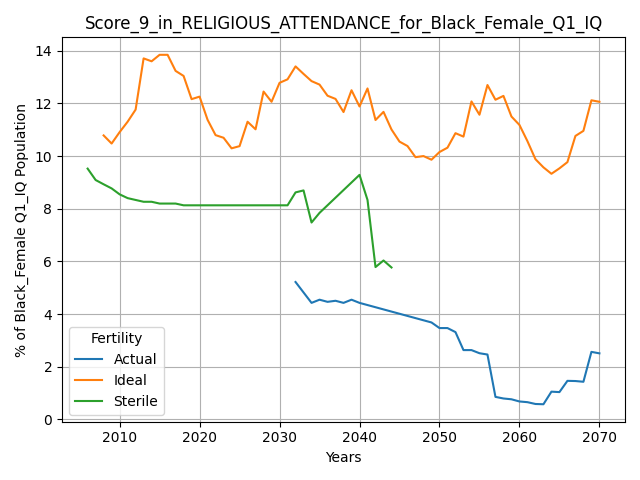 Score_9_in_RELIGIOUS_ATTENDANCE_for_Black_Female_Q1_IQ
% of Black_Female Q1_IQ Population
14
12
10
8
6
4
2
0
Fertility
Actual
Ideal
Sterile
2010 2020 2030 2040 2050 2060 2070
Years